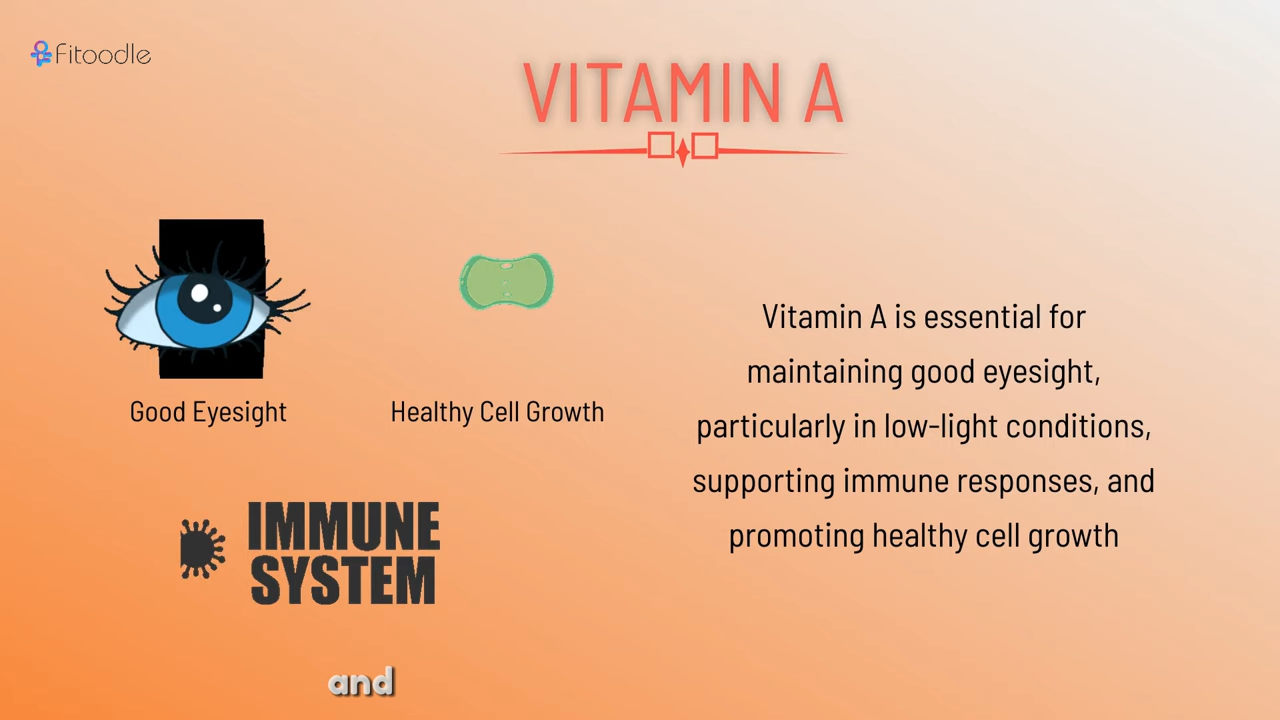 Fitoodle
VITAMIN A
Good Eyesight
Healthy Cell Growth
IMMUNE
SYSTEM
Vitamin A is essential for
maintaining good eyesight,
particularly in low-light conditions,
supporting immune responses, and
promoting healthy cell growth
and